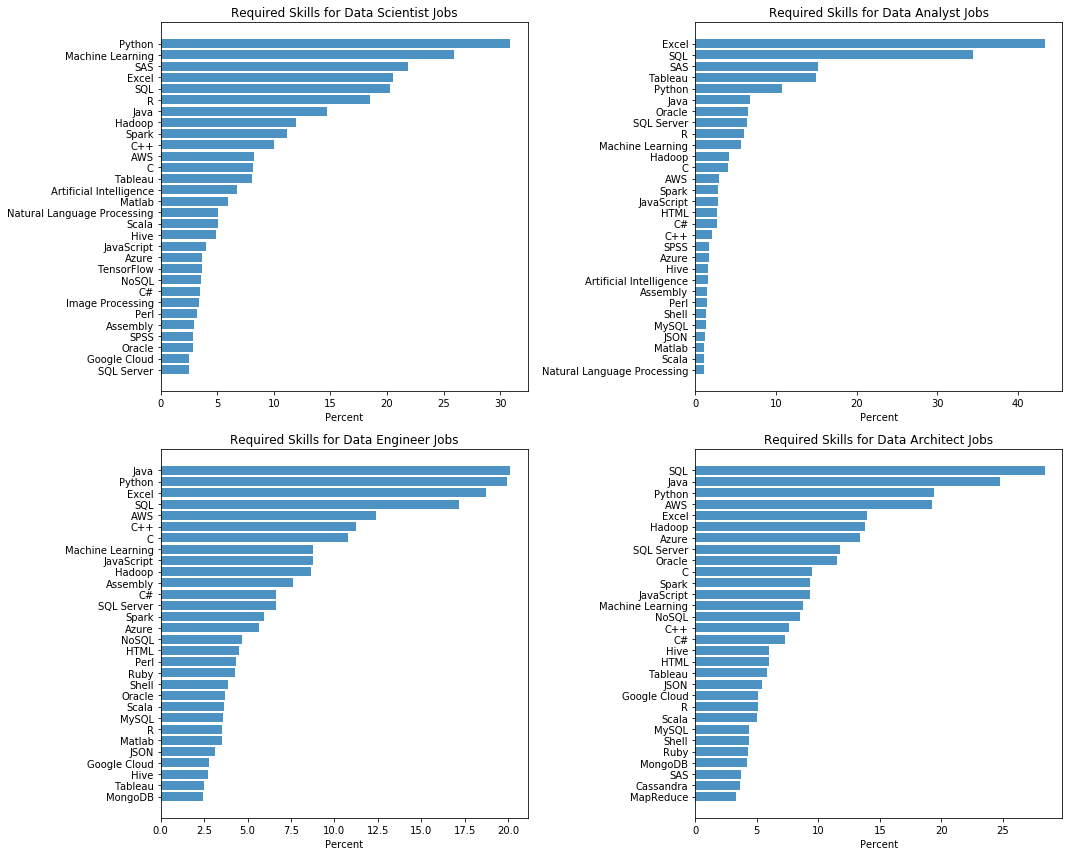 Required Skills for Data Scientist Jobs
Python
Machine Learning
SAS
Excel
SQL
R
Java
Hadoop
Spark
C++
AWS
C
Tableau
Artificial Intelligence
Matlab
Natural Language Processing
Scala
Hive
JavaScript
Azure
TensorFlow
NoSQL
C#
Image Processing
Perl
Assembly
SPSS
Oracle
Google Cloud
SQL Server
0 5 10 15 20 25 30
Percent
Required Skills for Data Analyst Jobs
Excel
SQL
SAS
Tableau
Python
Java
Oracle
SQL Server
R
Machine Learning
Hadoop
C
AWS
Spark
JavaScript
HTML
C#
C++
SPSS
Azure
Hive
Artificial Intelligence
Assembly
Perl
Shell
MySQL
JSON
Matlab
Scala
Natural Language Processing
0 10 20 30 40
Percent
Required Skills for Data Engineer Jobs
Java
Python
Excel
SQL
AWS
C++
C
Machine Learning
JavaScript
Hadoop
Assembly
C#
SQL Server
Spark
Azure
NoSQL
HTML
Perl
Ruby
Shell
Oracle
Scala
MySQL
R
Matlab
JSON
Google Cloud
Hive
Tableau
MongoDB
0.0 2.5 5.0 7.5 10.0 12.5 15.0 17.5 20.0
Percent
Required Skills for Data Architect Jobs
SQL
Java
Python
AWS
Excel
Hadoop
Azure
SQL Server
Oracle
C
Spark
JavaScript
Machine Learning
NoSQL
C++
C#
Hive
HTML
Tableau
JSON
Google Cloud
R
Scala
MySQL
Shell
Ruby
MongoDB
SAS
Cassandra
MapReduce
0 5 10 15 20 25
Percent